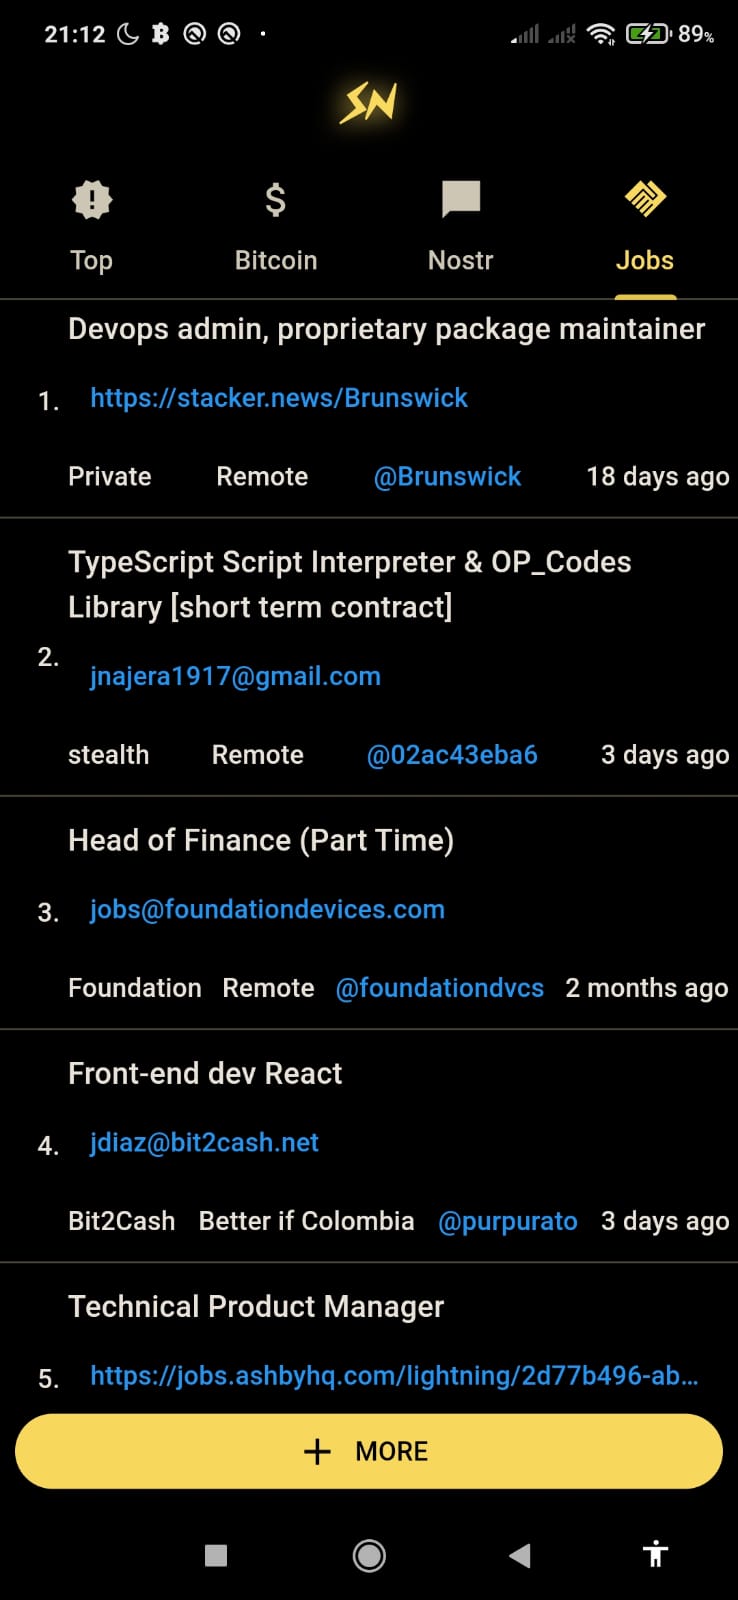 21:12
89%
SN
Top Bitcoin Nostr Jobs
Devops admin, proprietary package maintainer
1. https://stacker.news/Brunswick
Private Remote @Brunswick 18 days ago
TypeScript Script Interpreter & OP_Codes
Library [short term contract]
2. jnajera1917@gmail.com
stealth Remote @02ac43eba6 3 days ago
Head of Finance (Part Time)
3. jobs@foundationdevices.com
Foundation Remote @foundationdvcs 2 months ago
Front-end dev React
4. jdiaz@bit2cash.net
Bit2Cash Better if Colombia @purpurato 3 days ago
Technical Product Manager
5. https://jobs.ashbyhq.com/lightning/2d77b496-ab...
+ MORE